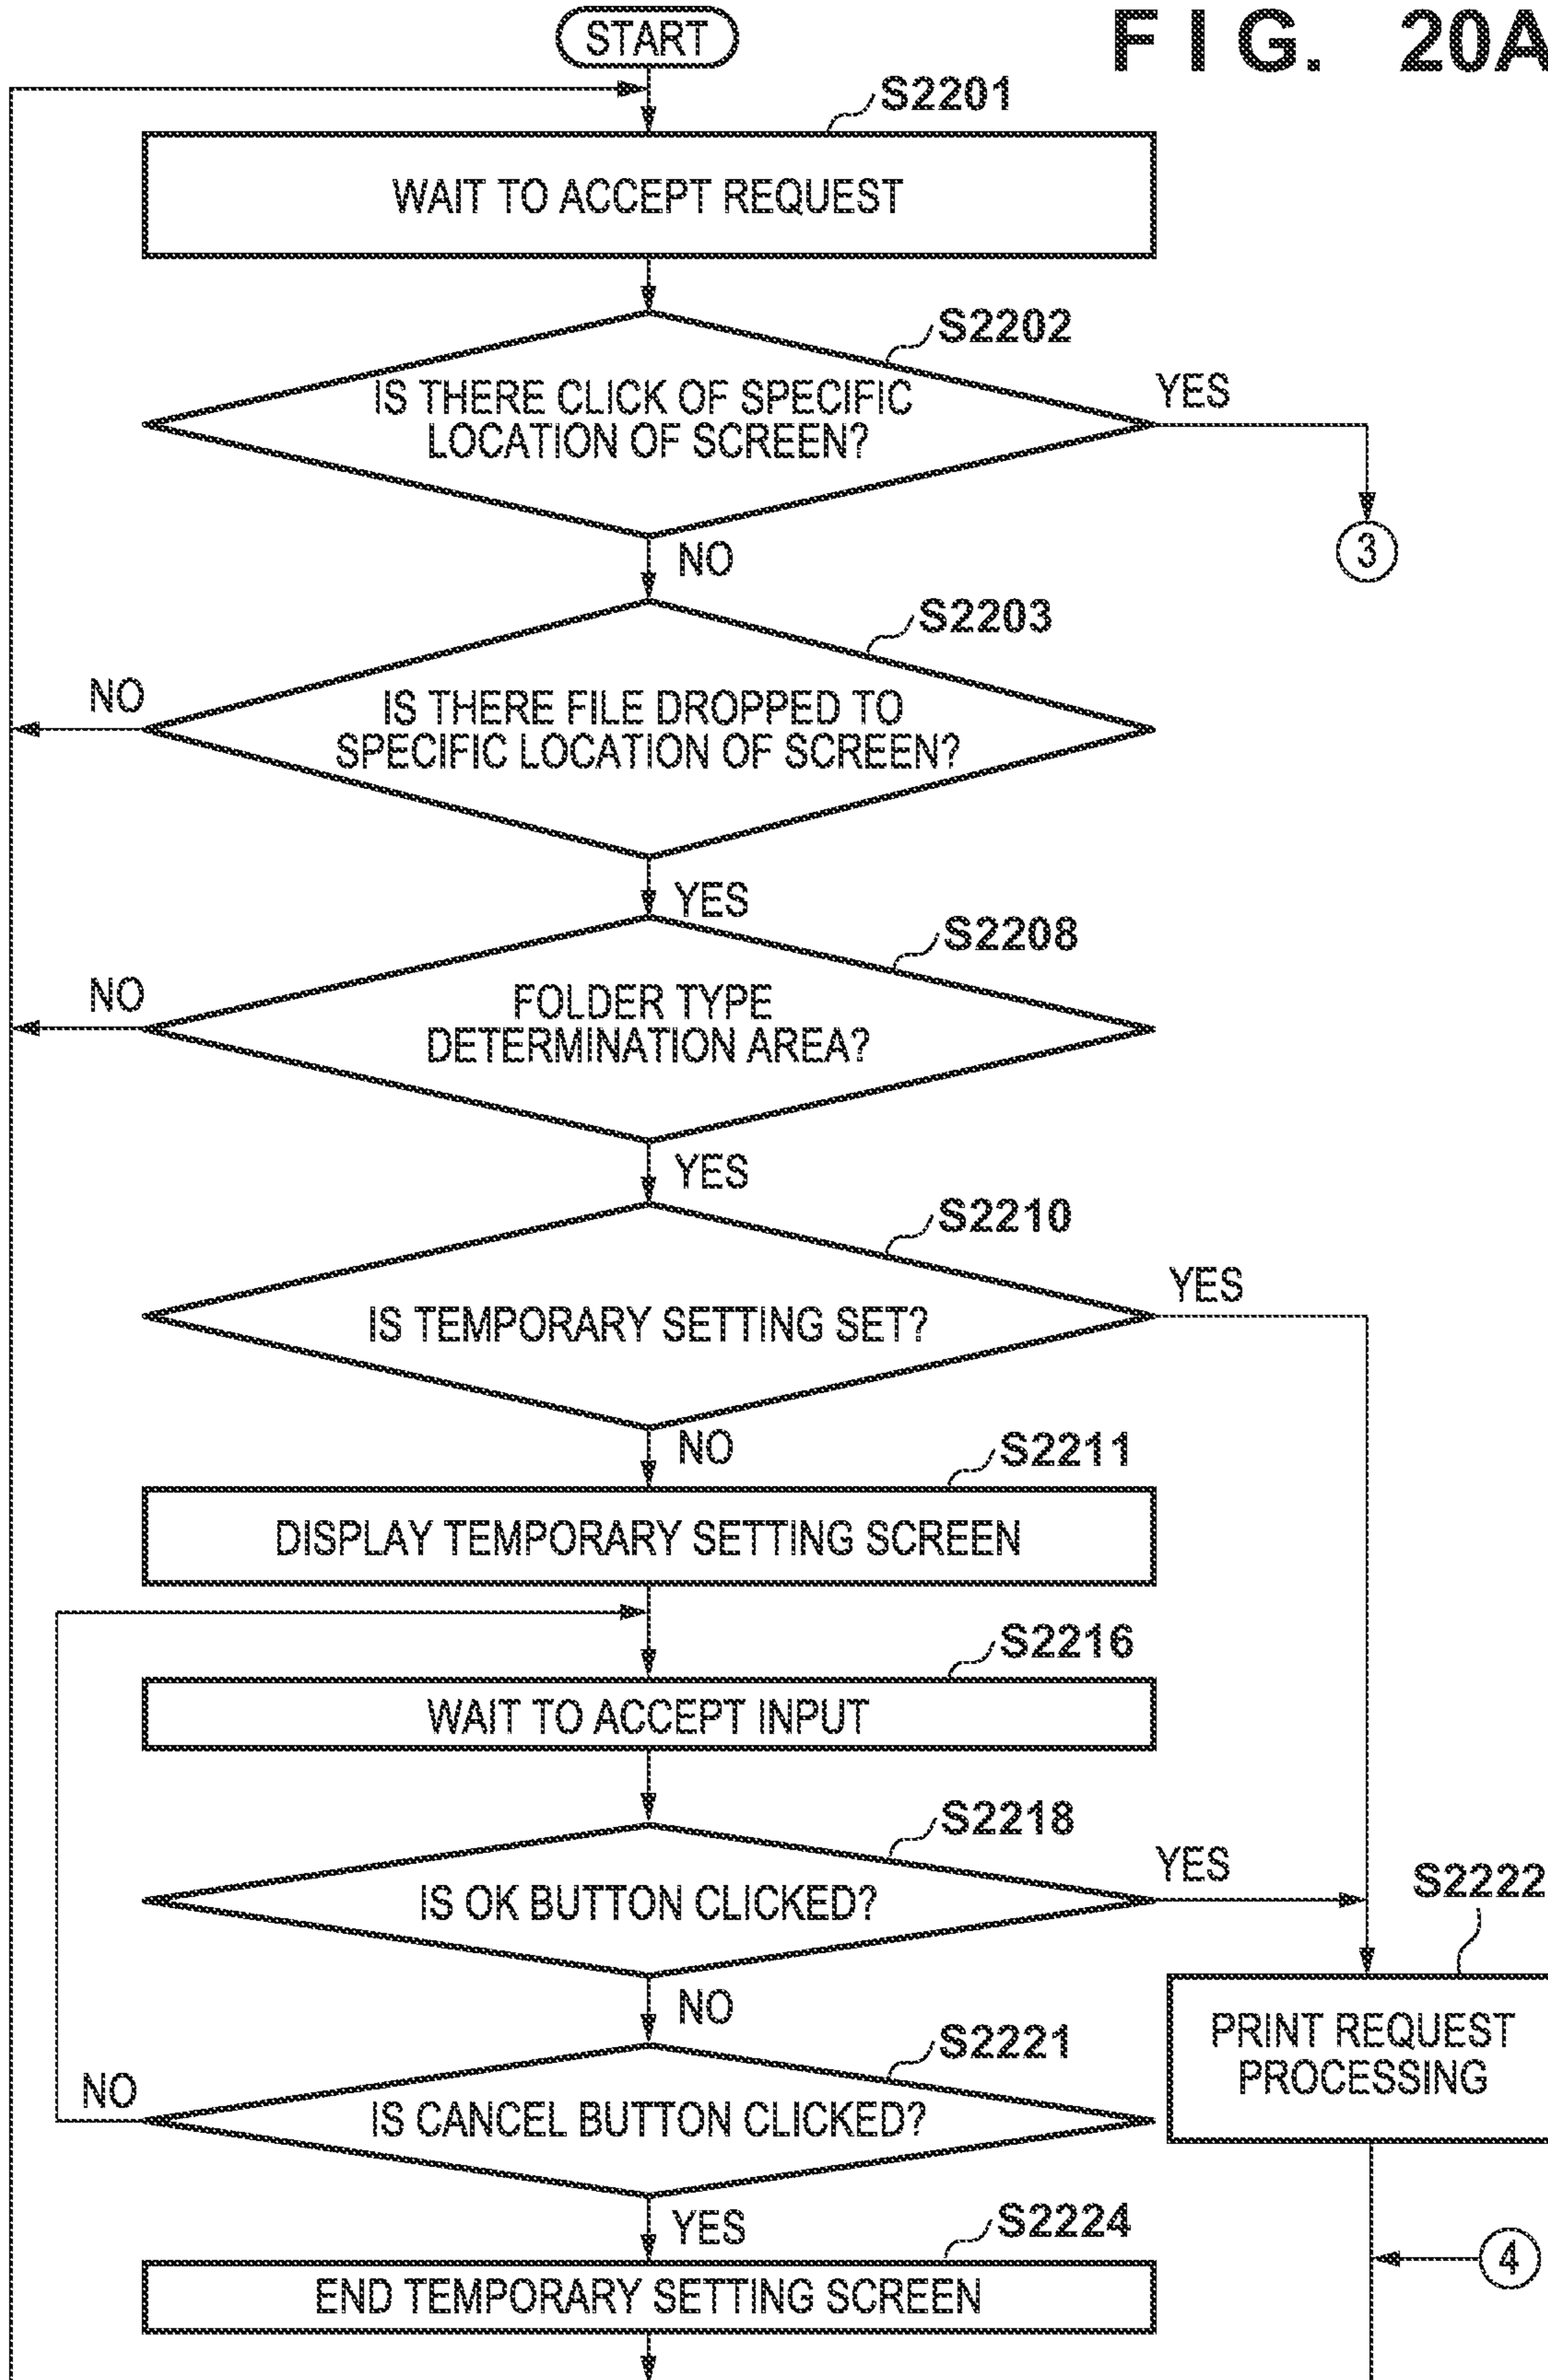 FIG. 20A
START
S2201
WAIT TO ACCEPT REQUEST
S2202
IS THERE CLICK OF SPECIFIC
LOCATION OF SCREEN?
YES
3
NO
S2203
IS THERE FILE DROPPED TO
SPECIFIC LOCATION OF SCREEN?
NO
YES
S2208
FOLDER TYPE
DETERMINATION AREA?
NO
YES
S2210
IS TEMPORARY SETTING SET?
YES
NO
S2211
DISPLAY TEMPORARY SETTING SCREEN
S2216
WAIT TO ACCEPT INPUT
S2218
IS OK BUTTON CLICKED?
YES
S2222
PRINT REQUEST
PROCESSING
NO
S2221
IS CANCEL BUTTON CLICKED?
NO
YES
S2224
END TEMPORARY SETTING SCREEN
4